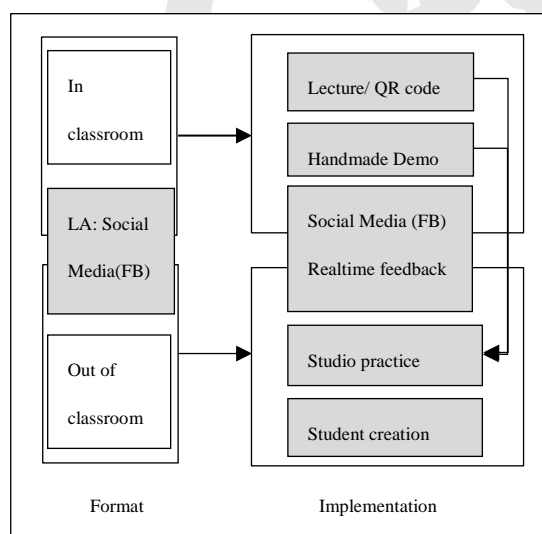 In
classroom
LA: Social
Media(FB)
Out of
classroom
Format
Lecture/ QR code
Handmade Demo
Social Media (FB)
Realtime feedback
Studio practice
Student creation
Implementation